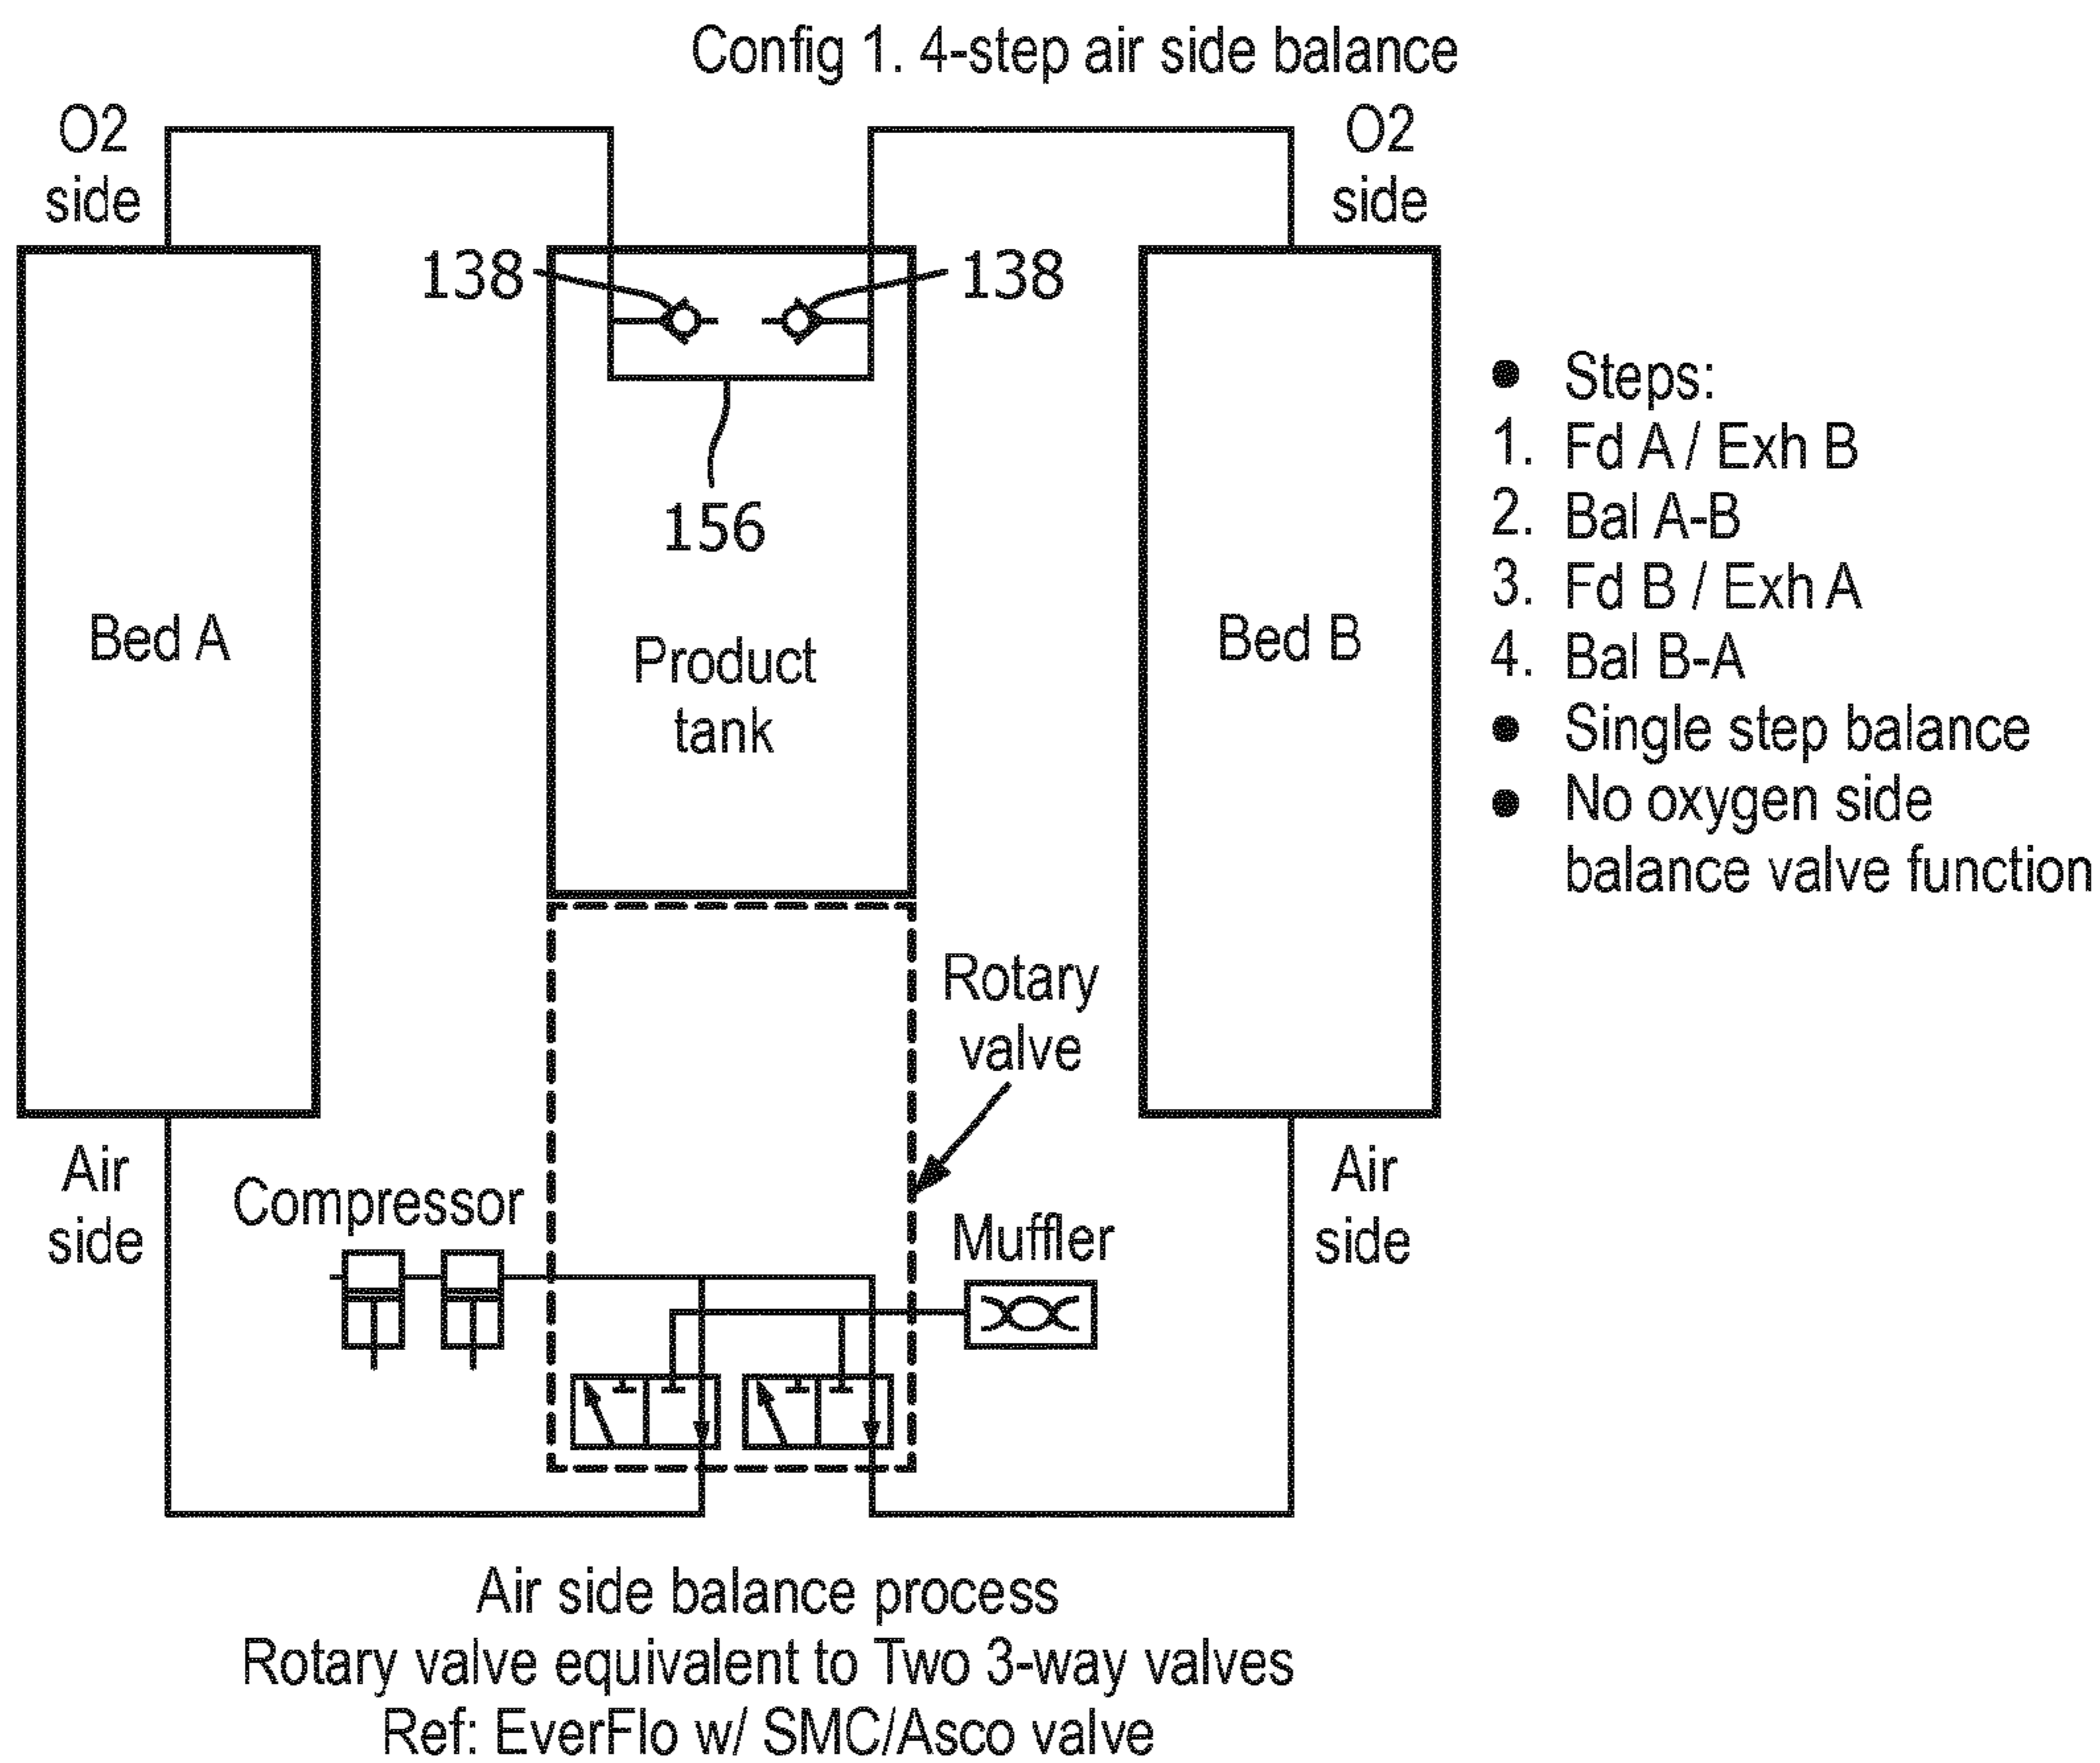 Config 1. 4-step air side balance
O2
side
O2
side
138
138
156
Bed A
Product
tank
Bed B
• Steps:
1. Fd A / Exh B
2. Bal A-B
3. Fd B / Exh A
4. Bal B-A
• Single step balance
• No oxygen side
balance valve function
Rotary
valve
Air
side
Compressor
Muffler
Air
side
Air side balance process
Rotary valve equivalent to Two 3-way valves
Ref: EverFlo w/ SMC/Asco valve